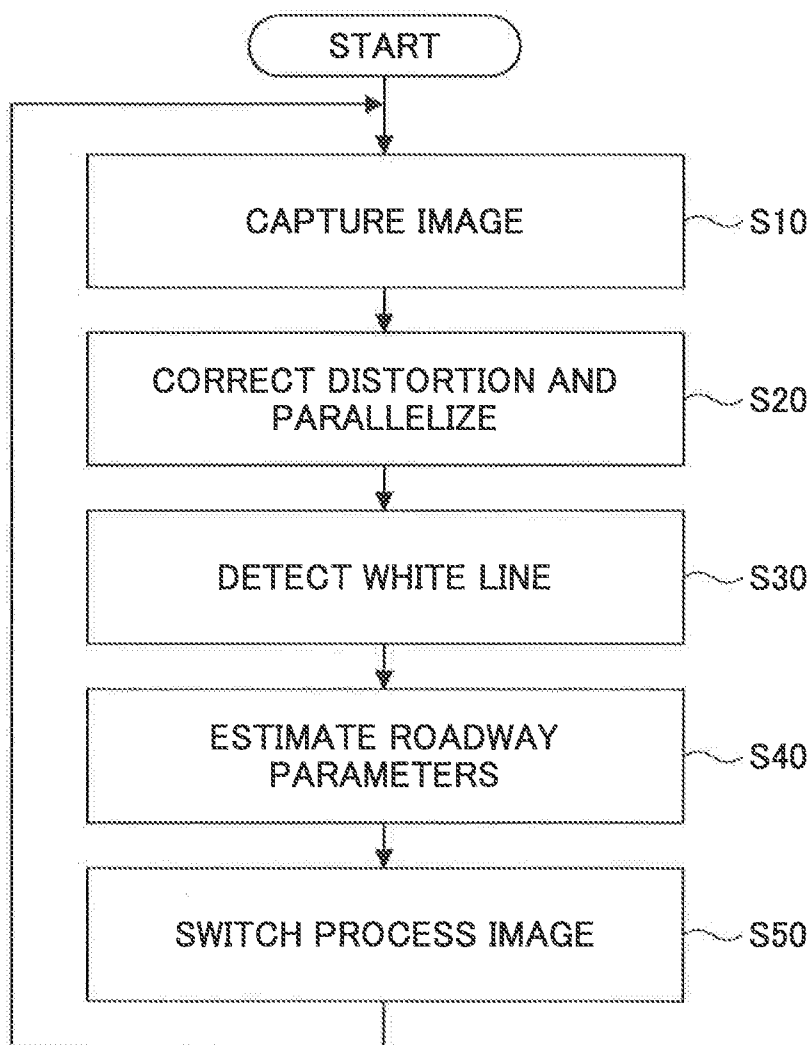 START
CAPTURE IMAGE
S10
CORRECT DISTORTION AND
PARALLELIZE
S20
DETECT WHITE LINE
S30
ESTIMATE ROADWAY
PARAMETERS
S40
SWITCH PROCESS IMAGE
S50